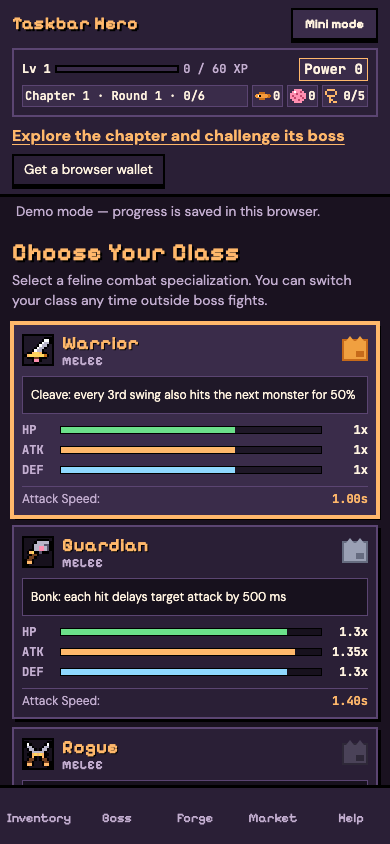 Taskbar Hero
Mini mode
Lv 1
0 / 60 XP
Power 0
Chapter 1 · Round 1 · 0/6
0
0
0/5
Explore the chapter and challenge its boss
Get a browser wallet
Demo mode — progress is saved in this browser.
Choose Your Class
Select a feline combat specialization. You can switch
your class any time outside boss fights.
Warrior
MELEE
Cleave: every 3rd swing also hits the next monster for 50%
HP 1x
ATK 1x
DEF 1x
Attack Speed: 1.00s
Guardian
MELEE
Bonk: each hit delays target attack by 500 ms
HP 1.3x
ATK 1.35x
DEF 1.3x
Attack Speed: 1.40s
Rogue
MELEE
Inventory
Boss
Forge
Market
Help